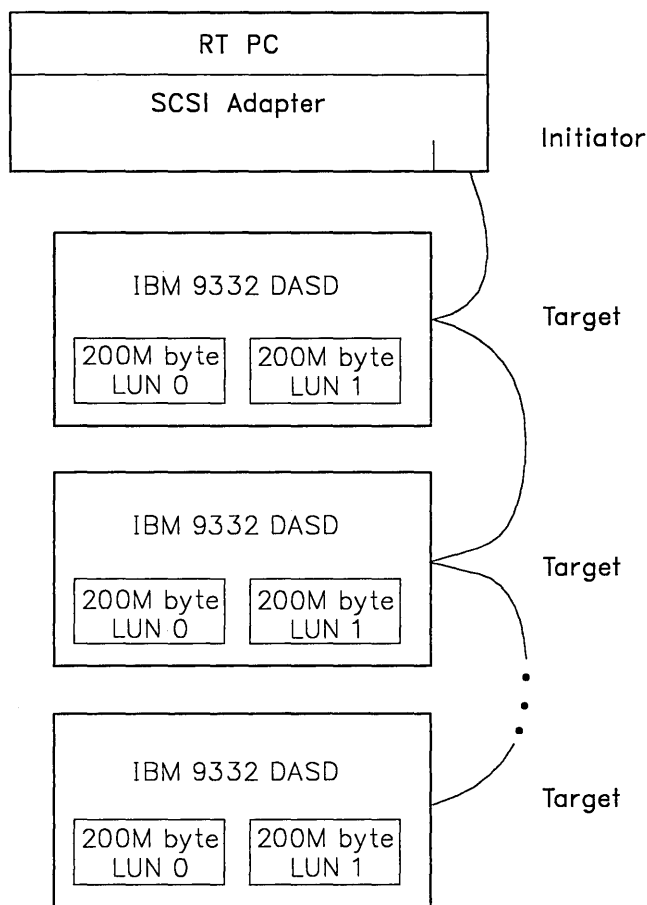 RT PC
SCSI Adapter
Initiator
IBM 9332 DASD
Target
200M byte
LUN 0
200M byte
LUN 1
IBM 9332 DASD
Target
200M byte
LUN 0
200M byte
LUN 1
IBM 9332 DASD
Target
200M byte
LUN 0
200M byte
LUN 1